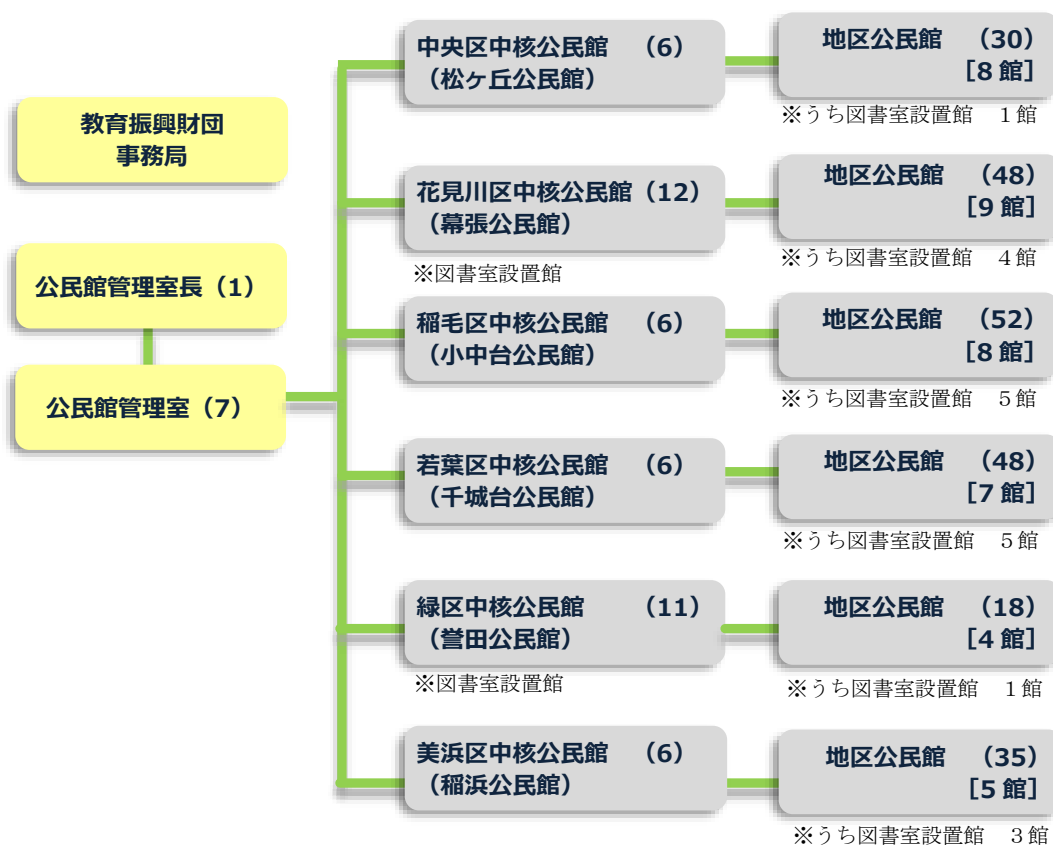 教育振興財団
事務局
公民館管理室長（1）
公民館管理室（7）
中央区中核公民館　（6）
（松ヶ丘公民館）
地区公民館　（30）
［8 館］
※うち図書室設置館　１館
花見川区中核公民館（12）
（幕張公民館）
※図書室設置館
地区公民館　（48）
［9 館］
※うち図書室設置館　４館
稲毛区中核公民館　（6）
（小中台公民館）
地区公民館　（52）
［8 館］
※うち図書室設置館　５館
若葉区中核公民館　（6）
（千城台公民館）
地区公民館　（48）
［7 館］
※うち図書室設置館　５館
緑区中核公民館　（11）
（誉田公民館）
※図書室設置館
地区公民館　（18）
［4 館］
※うち図書室設置館　１館
美浜区中核公民館　（6）
（稲浜公民館）
地区公民館　（35）
［5 館］
※うち図書室設置館　３館